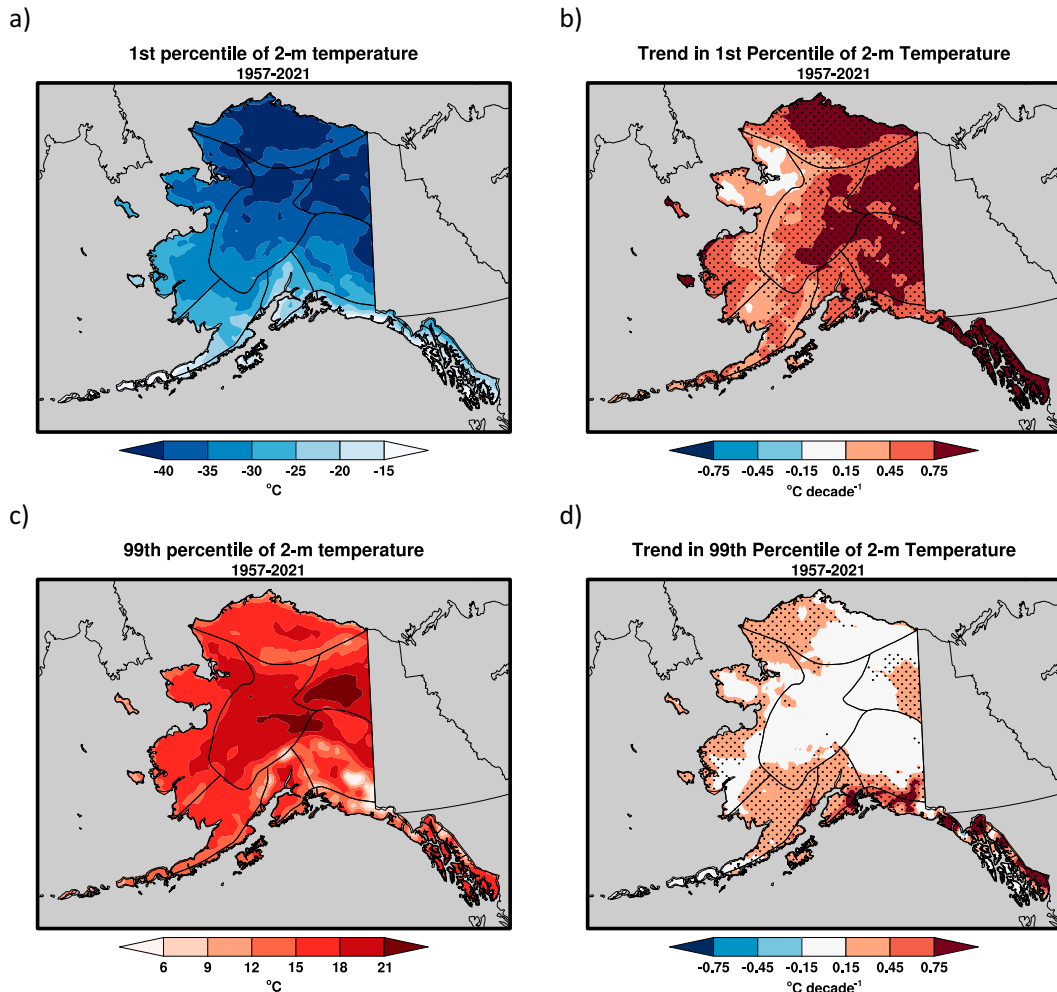 a)
1st percentile of 2-m temperature
1957-2021
-40 -35 -30 -25 -20 -15
°C
b)
Trend in 1st Percentile of 2-m Temperature
1957-2021
-0.75 -0.45 -0.15 0.15 0.45 0.75
°C decade⁻¹
c)
99th percentile of 2-m temperature
1957-2021
6 9 12 15 18 21
°C
d)
Trend in 99th Percentile of 2-m Temperature
1957-2021
-0.75 -0.45 -0.15 0.15 0.45 0.75
°C decade⁻¹